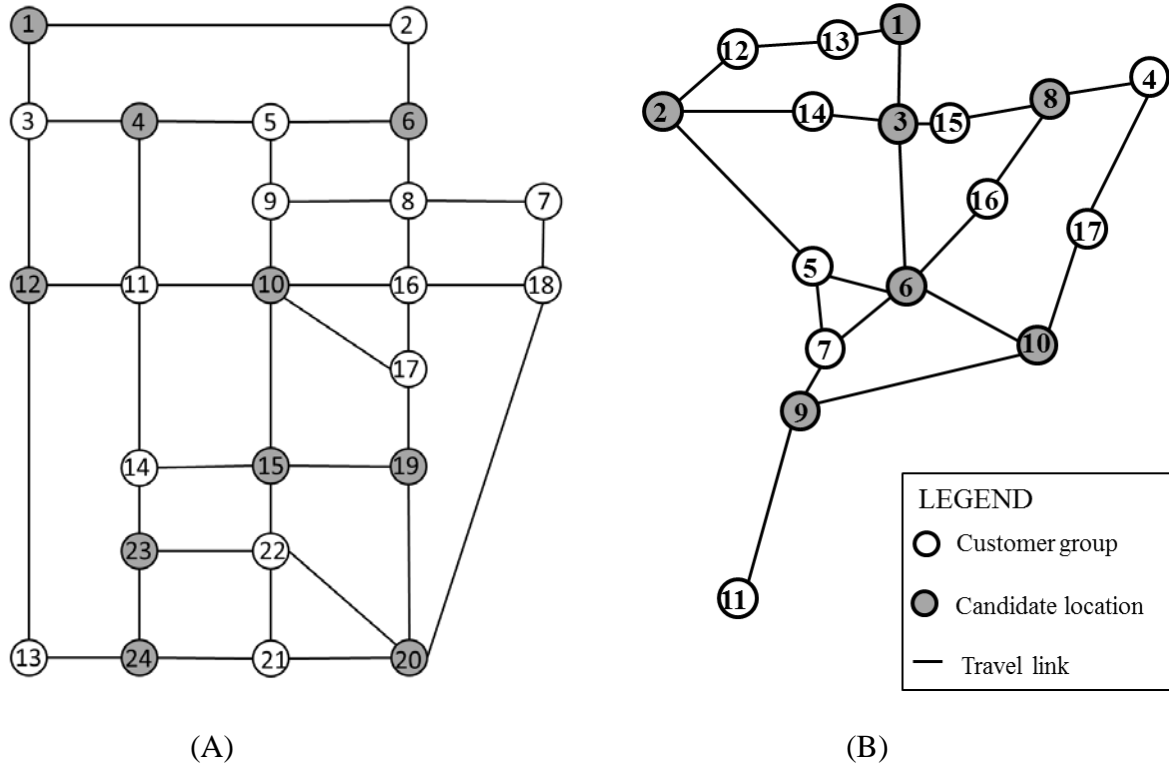 1 2
3 4 5 6
9 8 7
12 11 10 16 18
17
14 15 19
23 22
13 24 21 20
(A)
1
12 13
2 14 3 15 8 4
16
17
5 6
7 10
9
11
LEGEND
Customer group
Candidate location
Travel link
(B)